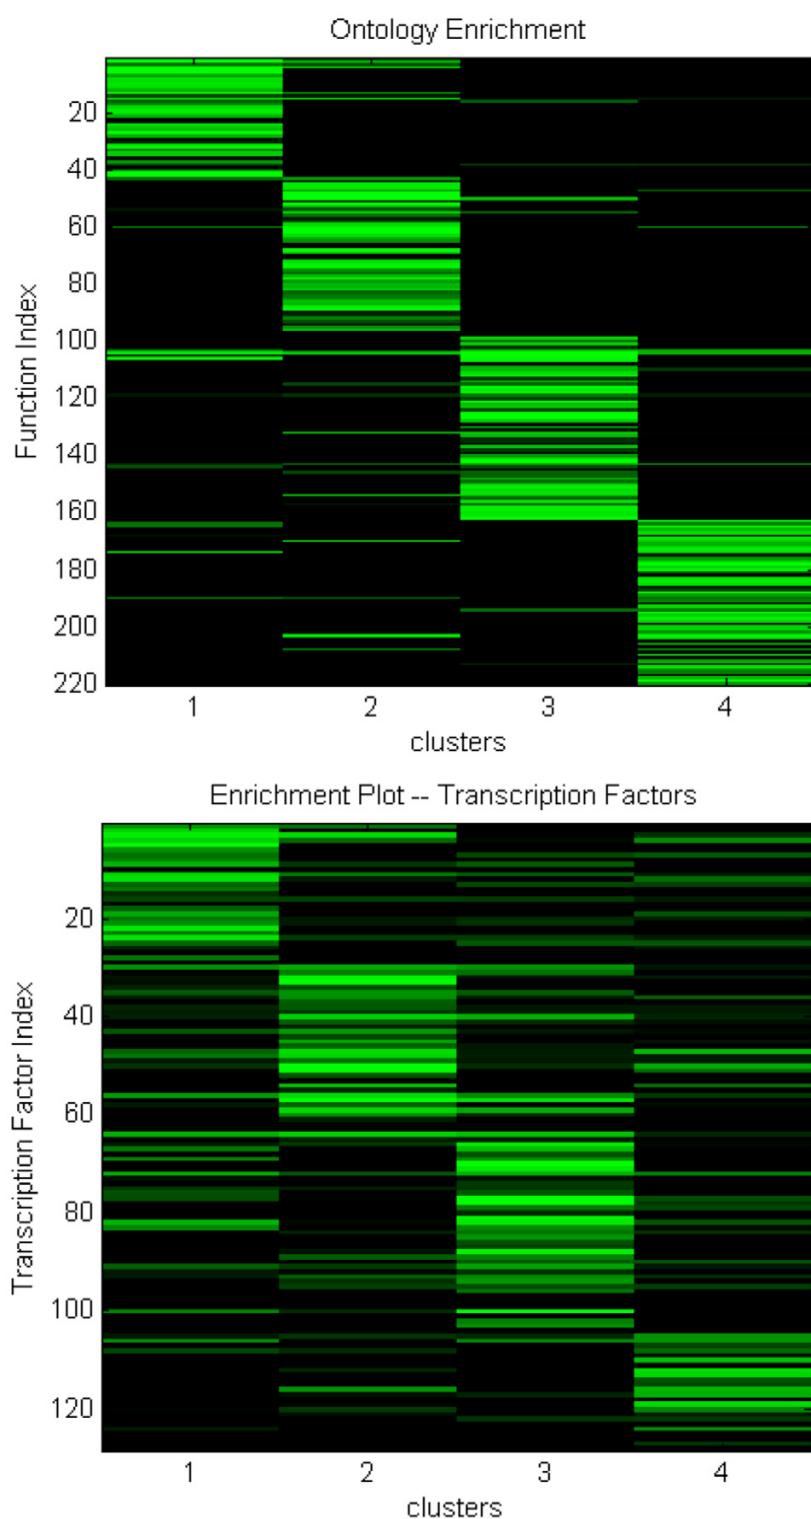 Ontology Enrichment
Function Index
20
40
60
80
100
120
140
160
180
200
220
1 2 3 4
clusters
Enrichment Plot -- Transcription Factors
Transcription Factor Index
20
40
60
80
100
120
1 2 3 4
clusters